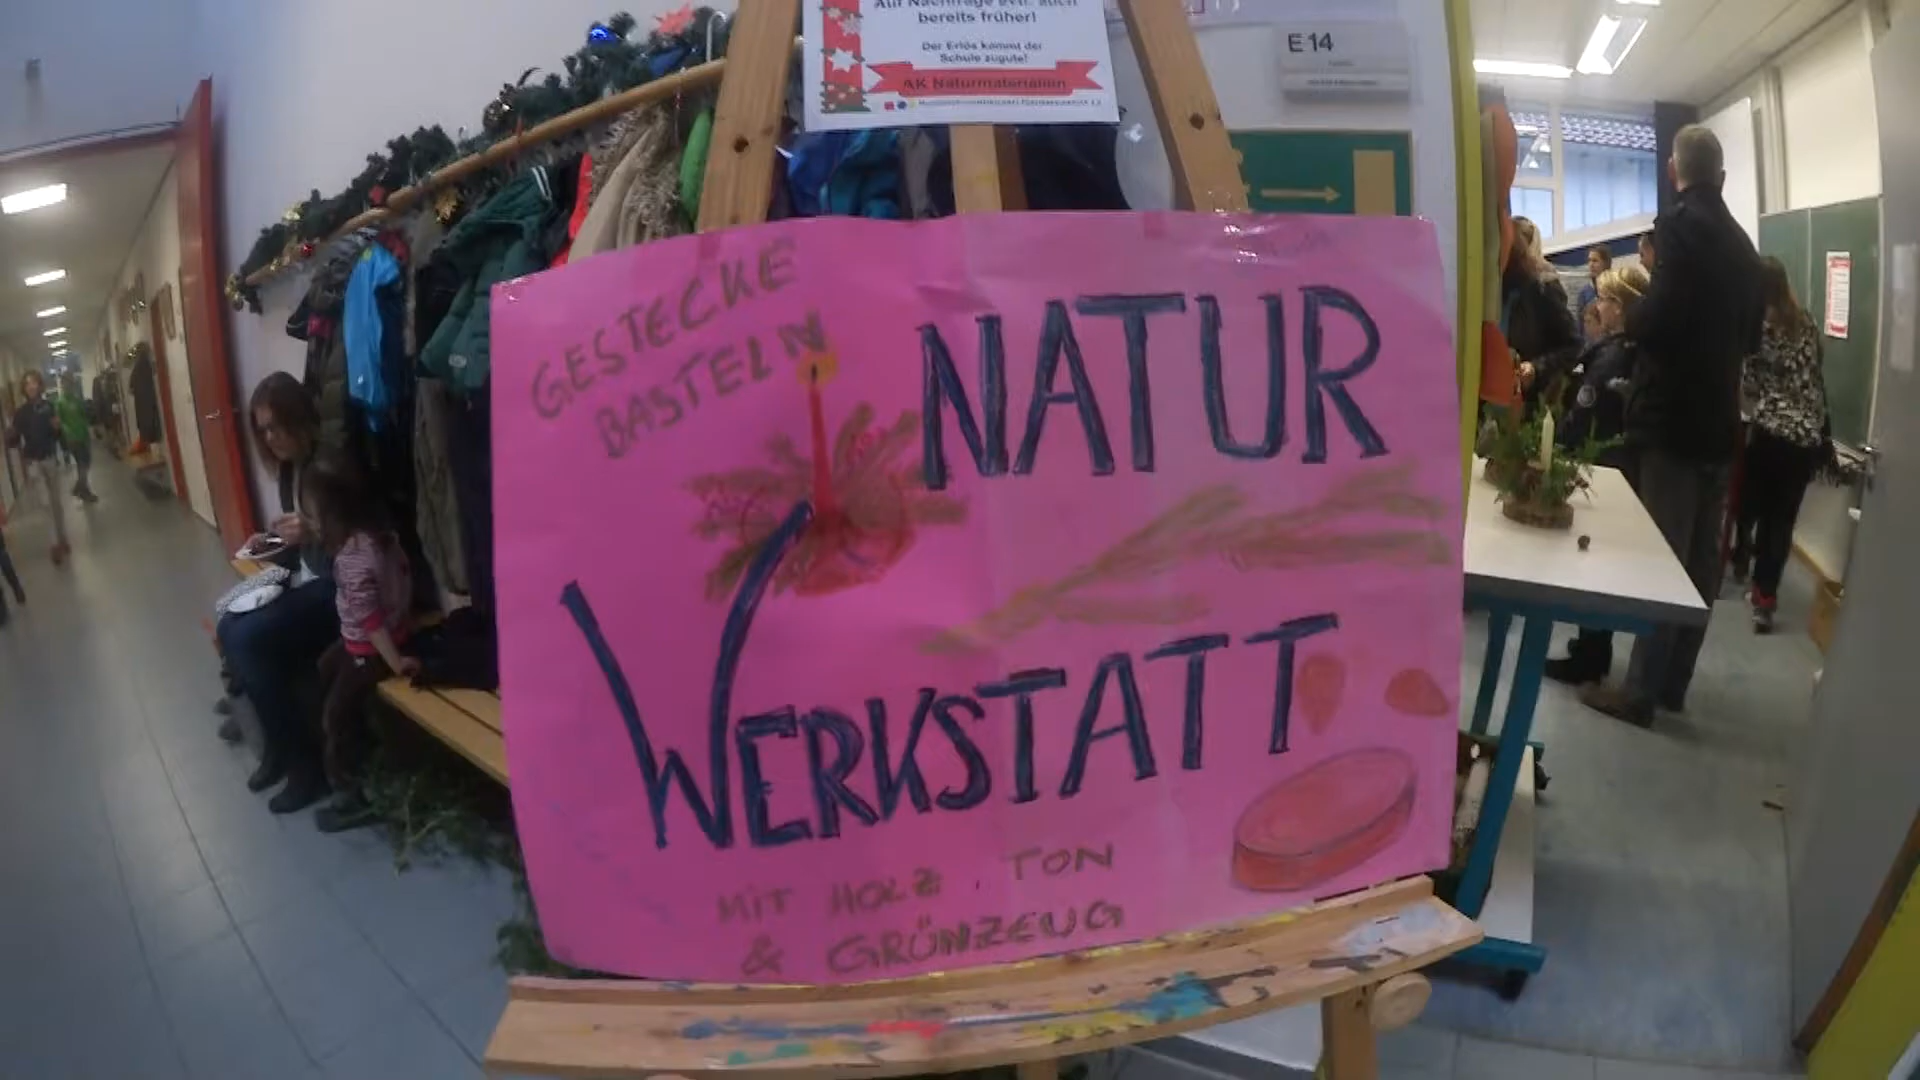 Auf Nachfrage evtl. auch
bereits früher!
Der Erlös kommt der
Schule zugute!
AK Naturmaterialien
E 14
GESTECKE
BASTELN
NATUR
WERKSTATT
MIT HOLZ, TON
& GRÜNZEUG